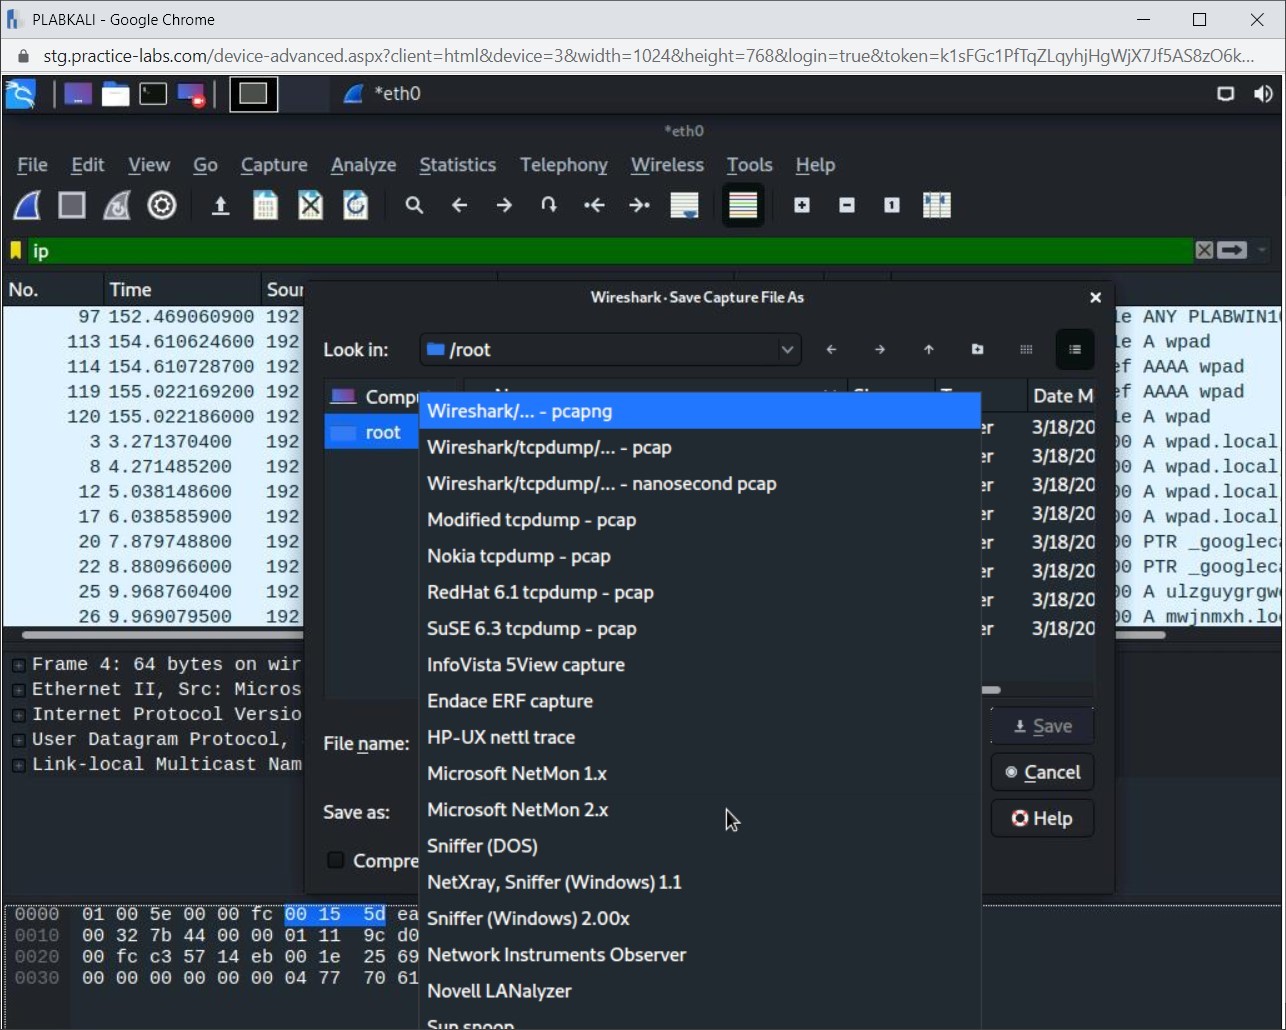 PLABKALI - Google Chrome
stg.practice-labs.com/device-advanced.aspx?client=html&device=3&width=1024&height=768&login=true&token=k1sFGc1PfTqZLqyhjHgWjX7Jf5AS8zO6k...
*eth0
*eth0
File Edit View Go Capture Analyze Statistics Telephony Wireless Tools Help
ip
No. Time Sour
Wireshark · Save Capture File As
97 152.469060900 192 le ANY PLABWIN1
113 154.610624600 192 le A wpad
114 154.610728700 192 ef AAAA wpad
119 155.022169200 192 ef AAAA wpad
120 155.022186000 192 le A wpad
3 3.271370400 192 00 A wpad.local
8 4.271485200 192 00 A wpad.local
12 5.038148600 192 00 A wpad.local
17 6.038585900 192 00 A wpad.local
20 7.879748800 192 00 PTR _googleca
22 8.880966000 192 00 PTR _googleca
25 9.968760400 192 00 A ulzguygrgw
26 9.969079500 192 00 A mwjnmxh.lo
Look in: /root
Compu
root
Date M
er 3/18/20
er 3/18/20
er 3/18/20
er 3/18/20
er 3/18/20
er 3/18/20
er 3/18/20
er 3/18/20
Wireshark/... - pcapng
Wireshark/tcpdump/... - pcap
Wireshark/tcpdump/... - nanosecond pcap
Modified tcpdump - pcap
Nokia tcpdump - pcap
RedHat 6.1 tcpdump - pcap
SuSE 6.3 tcpdump - pcap
InfoVista 5View capture
Endace ERF capture
HP-UX nettl trace
Microsoft NetMon 1.x
Microsoft NetMon 2.x
Sniffer (DOS)
NetXray, Sniffer (Windows) 1.1
Sniffer (Windows) 2.00x
Network Instruments Observer
Novell LANalyzer
Sun snoop
File name:
Save as:
Compre
Save
Cancel
Help
Frame 4: 64 bytes on wir
Ethernet II, Src: Micros
Internet Protocol Versio
User Datagram Protocol,
Link-local Multicast Nam
0000 01 00 5e 00 00 fc 00 15 5d ea
0010 00 32 7b 44 00 00 01 11 9c d0
0020 00 fc c3 57 14 eb 00 1e 25 69
0030 00 00 00 00 00 00 04 77 70 61